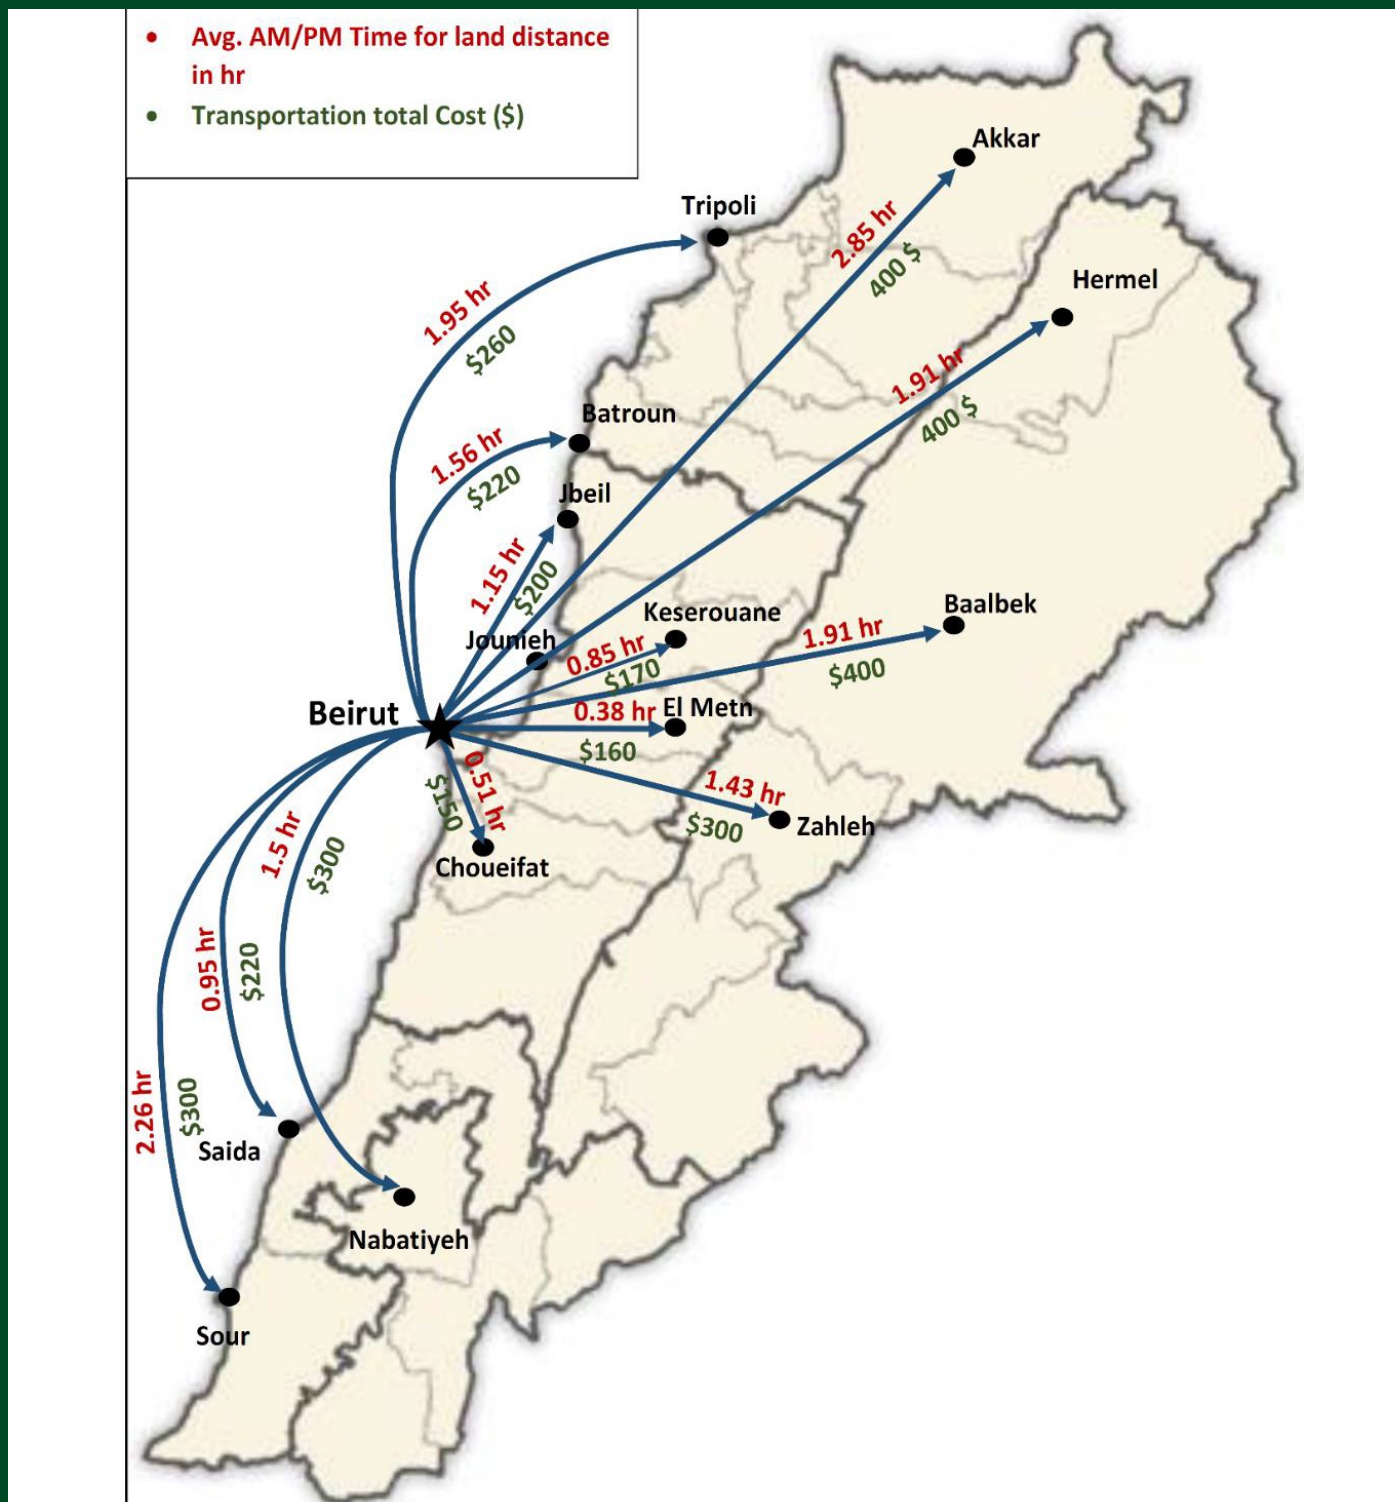 • Avg. AM/PM Time for land distance
in hr
• Transportation total Cost ($)
Akkar
Tripoli
2.85 hr
400 $
Hermel
1.95 hr
$260
1.91 hr
400 $
Batroun
1.56 hr
$220
Jbeil
1.15 hr
$200
Keserouane
Baalbek
1.91 hr
$400
Jounieh
0.85 hr
$170
Beirut
El Metn
0.38 hr
$160
0.51 hr
$150
1.43 hr
$300
Zahleh
Choueifat
1.5 hr
$300
0.95 hr
$220
2.26 hr
$300
Saida
Nabatiyeh
Sour